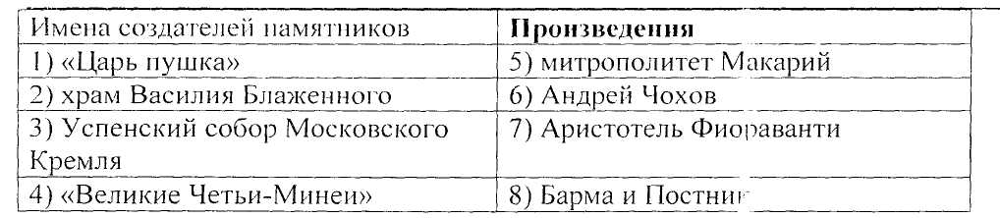 Имена создателей памятников
Произведения
1) «Царь пушка»
5) митрополитет Макарий
2) храм Василия Блаженного
6) Андрей Чохов
3) Успенский собор Московского
Кремля
7) Аристотель Фиораванти
4) «Великие Четьи-Минеи»
8) Барма и Постник